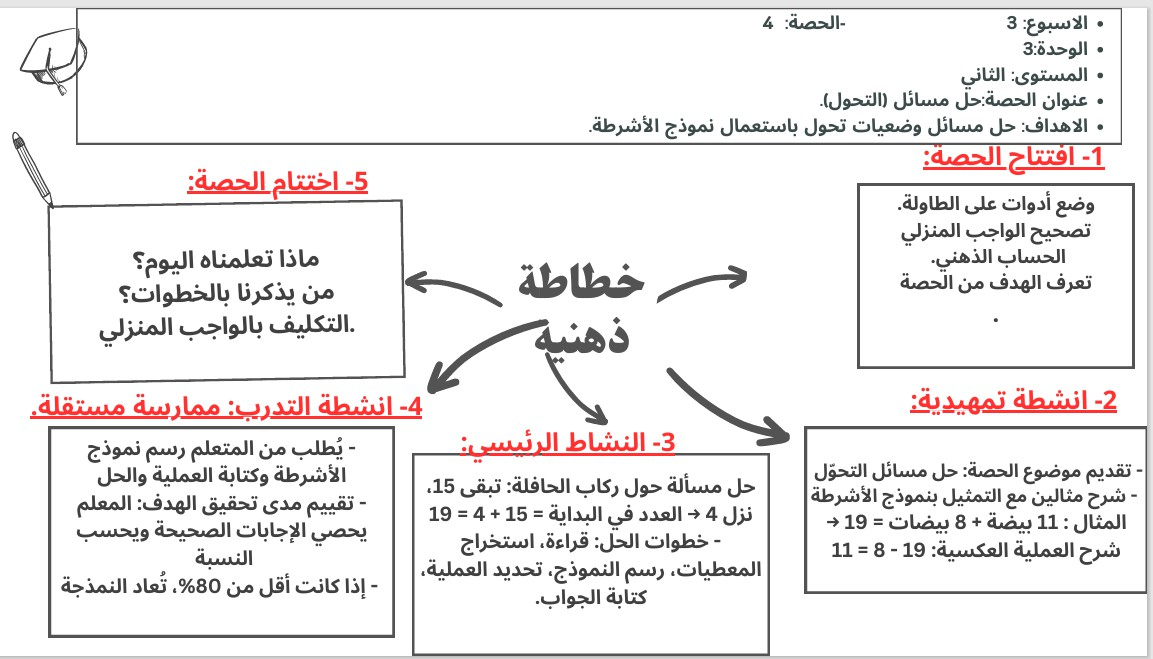 الاسبوع: 3 -الحصة: 4
الوحدة:3
المستوى: الثاني
عنوان الحصة:حل مسائل (التحول).
الاهداف: حل مسائل وضعيات تحول باستعمال نموذج الأشرطة.
خطاطة
ذهنية
1- افتتاح الحصة:
وضع أدوات على الطاولة.
تصحيح الواجب المنزلي
الحساب الذهني.
تعرف الهدف من الحصة
.
2- انشطة تمهيدية:
- تقديم موضوع الحصة: حل مسائل التحوّل
- شرح مثالين مع التمثيل بنموذج الأشرطة
المثال : 11 بيضة + 8 بيضات = 19 →
شرح العملية العكسية: 19 - 8 = 11
3- النشاط الرئيسي:
حل مسألة حول ركاب الحافلة: تبقى 15،
نزل 4 → العدد في البداية = 15 + 4 = 19
- خطوات الحل: قراءة، استخراج
المعطيات، رسم النموذج، تحديد العملية،
كتابة الجواب.
4- انشطة التدرب: ممارسة مستقلة.
- يُطلب من المتعلم رسم نموذج
الأشرطة وكتابة العملية والحل
- تقييم مدى تحقيق الهدف: المعلم
يحصي الإجابات الصحيحة ويحسب
النسبة
- إذا كانت أقل من 80%، تُعاد النمذجة
5- اختتام الحصة:
ماذا تعلمناه اليوم؟
من يذكرنا بالخطوات؟
.التكليف بالواجب المنزلي